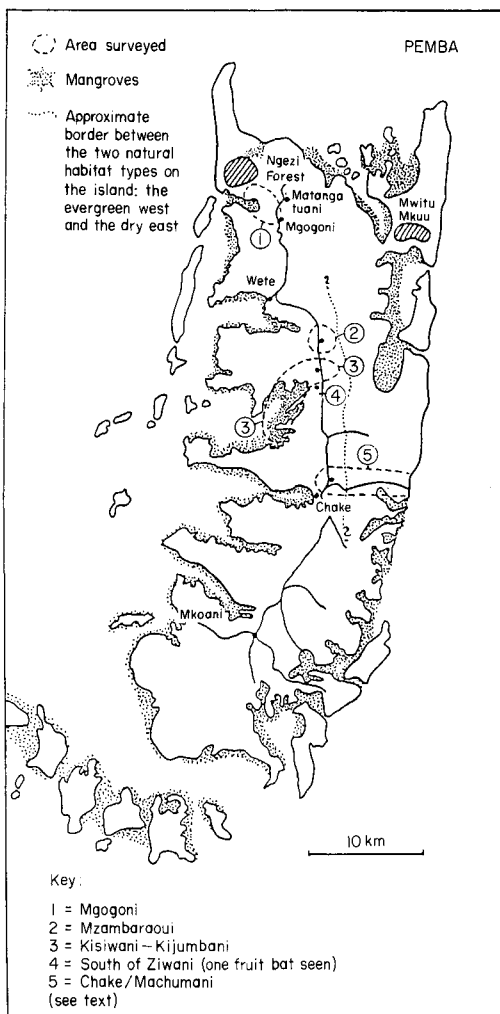 PEMBA
Area surveyed
Mangroves
Approximate
border between
the two natural
habitat types on
the island: the
evergreen west
and the dry east
Ngezi
Forest
Matanga
tuani
Mgogoni
Mwitu
Mkuu
1
Wete
?
2
3
4
3
5
Chake
?
Mkoani
10 km
Key:
1 = Mgogoni
2 = Mzambaraoui
3 = Kisiwani – Kijumbani
4 = South of Ziwani (one fruit bat seen)
5 = Chake/Machumani
(see text)